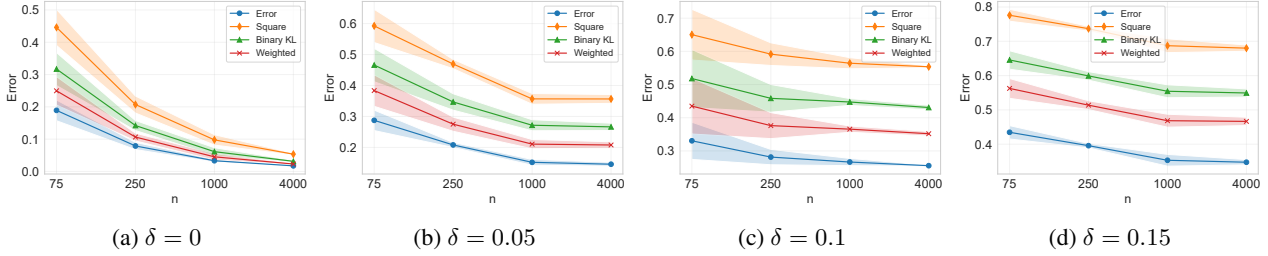 0.5
0.4
0.3
0.2
0.1
0.0
Error
75
250
1000
4000
n
Error
Square
Binary KL
Weighted
(a) δ = 0
0.6
0.5
0.4
0.3
0.2
Error
75
250
1000
4000
n
Error
Square
Binary KL
Weighted
(b) δ = 0.05
0.7
0.6
0.5
0.4
0.3
Error
75
250
1000
4000
n
Error
Square
Binary KL
Weighted
(c) δ = 0.1
0.8
0.7
0.6
0.5
0.4
Error
75
250
1000
4000
n
Error
Square
Binary KL
Weighted
(d) δ = 0.15